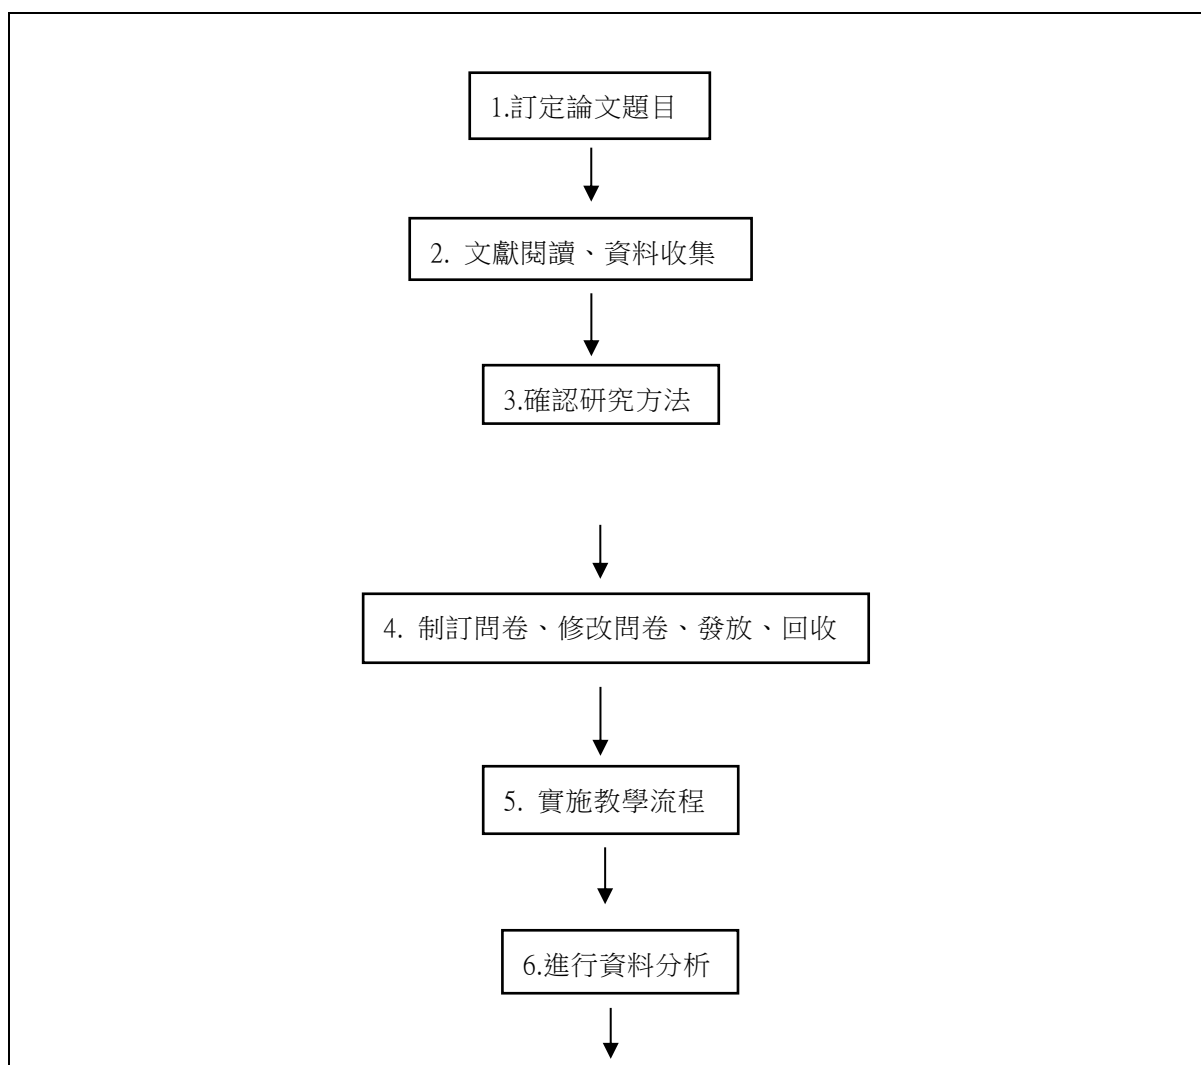 1.訂定論文題目
2. 文獻閱讀、資料收集
3.確認研究方法
4. 制訂問卷、修改問卷、發放、回收
5. 實施教學流程
6.進行資料分析